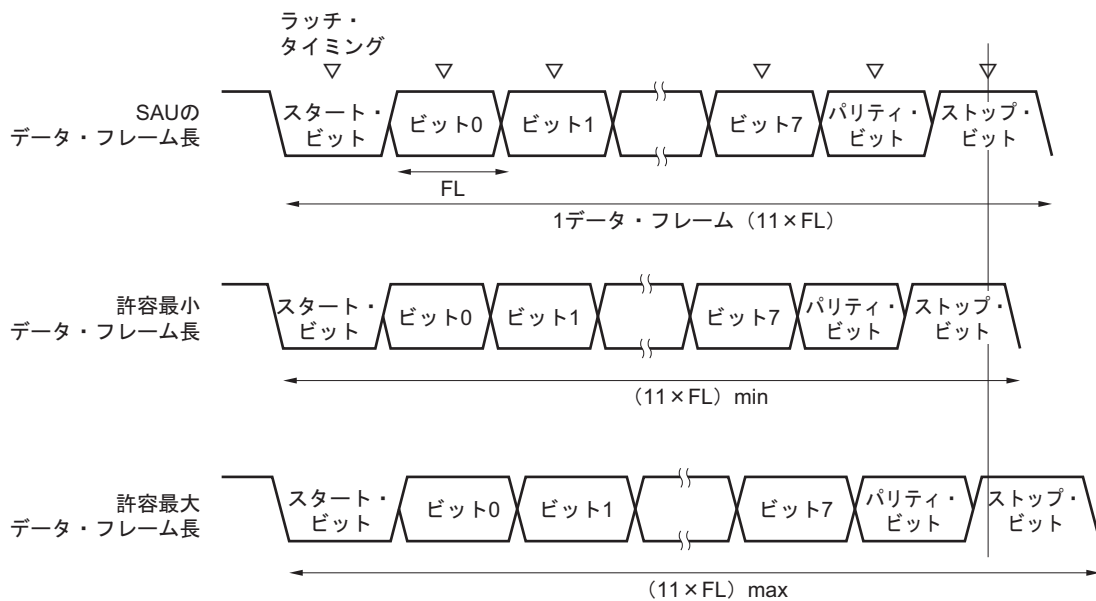 ラッチ・
タイミング
SAUの
データ・フレーム長
スタート・
ビット
ビット0
ビット1
ビット7
パリティ・
ビット
ストップ・
ビット
FL
1データ・フレーム（11×FL）
許容最小
データ・フレーム長
スタート・
ビット
ビット0
ビット1
ビット7
パリティ・
ビット
ストップ・
ビット
（11×FL）min
許容最大
データ・フレーム長
スタート・
ビット
ビット0
ビット1
ビット7
パリティ・
ビット
ストップ・
ビット
（11×FL）max